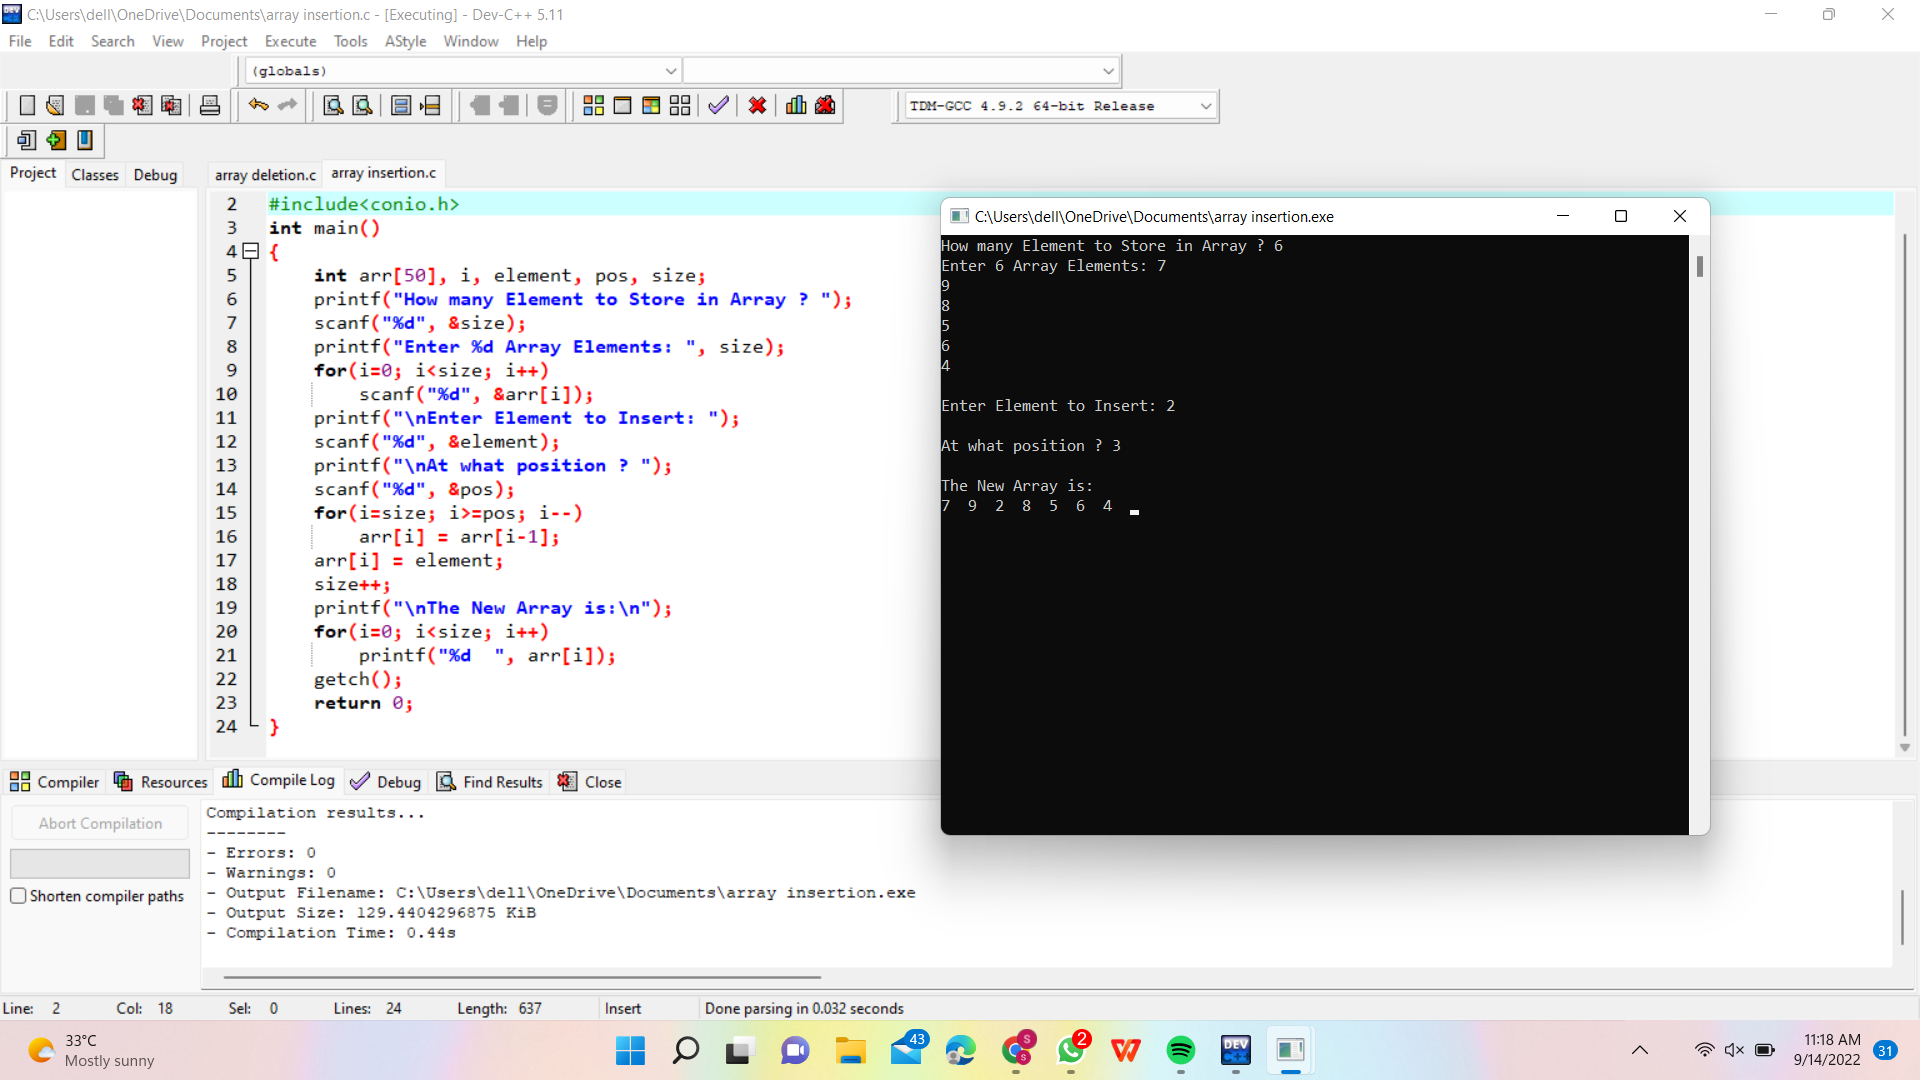 C:\Users\dell\OneDrive\Documents\array insertion.c - [Executing] - Dev-C++ 5.11
File Edit Search View Project Execute Tools AStyle Window Help
(globals)
TDM-GCC 4.9.2 64-bit Release
Project Classes Debug
array deletion.c array insertion.c
2 #include<conio.h>
3 int main()
4 {
5 int arr[50], i, element, pos, size;
6 printf("How many Element to Store in Array ? ");
7 scanf("%d", &size);
8 printf("Enter %d Array Elements: ", size);
9 for(i=0; i<size; i++)
10 scanf("%d", &arr[i]);
11 printf("\nEnter Element to Insert: ");
12 scanf("%d", &element);
13 printf("\nAt what position ? ");
14 scanf("%d", &pos);
15 for(i=size; i>=pos; i--)
16 arr[i] = arr[i-1];
17 arr[i] = element;
18 size++;
19 printf("\nThe New Array is:\n");
20 for(i=0; i<size; i++)
21 printf("%d  ", arr[i]);
22 getch();
23 return 0;
24 }
C:\Users\dell\OneDrive\Documents\array insertion.exe
How many Element to Store in Array ? 6
Enter 6 Array Elements: 7
9
8
5
6
4
Enter Element to Insert: 2
At what position ? 3
The New Array is:
7  9  2  8  5  6  4
Compiler Resources Compile Log Debug Find Results Close
Abort Compilation
Shorten compiler paths
Compilation results...
--------
- Errors: 0
- Warnings: 0
- Output Filename: C:\Users\dell\OneDrive\Documents\array insertion.exe
- Output Size: 129.4404296875 KiB
- Compilation Time: 0.44s
Line: 2 Col: 18 Sel: 0 Lines: 24 Length: 637 Insert Done parsing in 0.032 seconds
33°C
Mostly sunny
43
S
S
2
W
DEV
C++
11:18 AM
9/14/2022
31